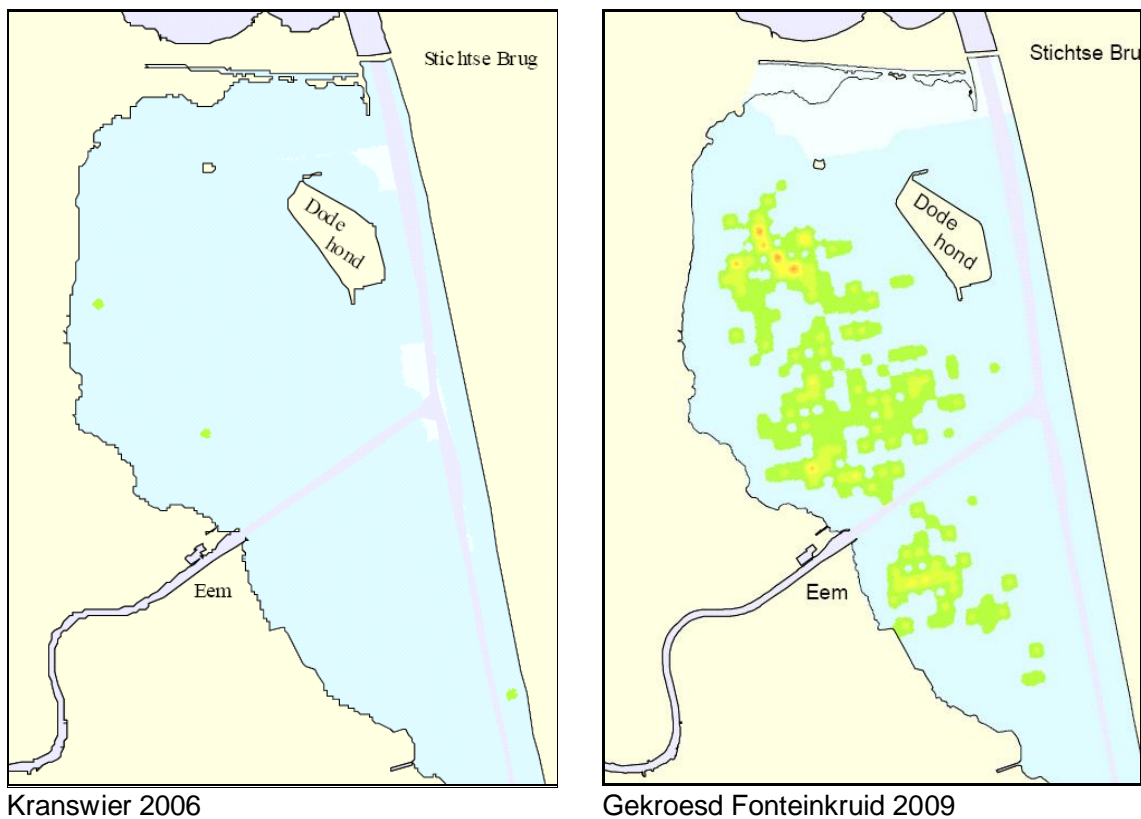 Stichtse Brug
Dode
hond
Eem
Kranswier 2006
Stichtse Bru
Dode
hond
Eem
Gekroesd Fonteinkruid 2009